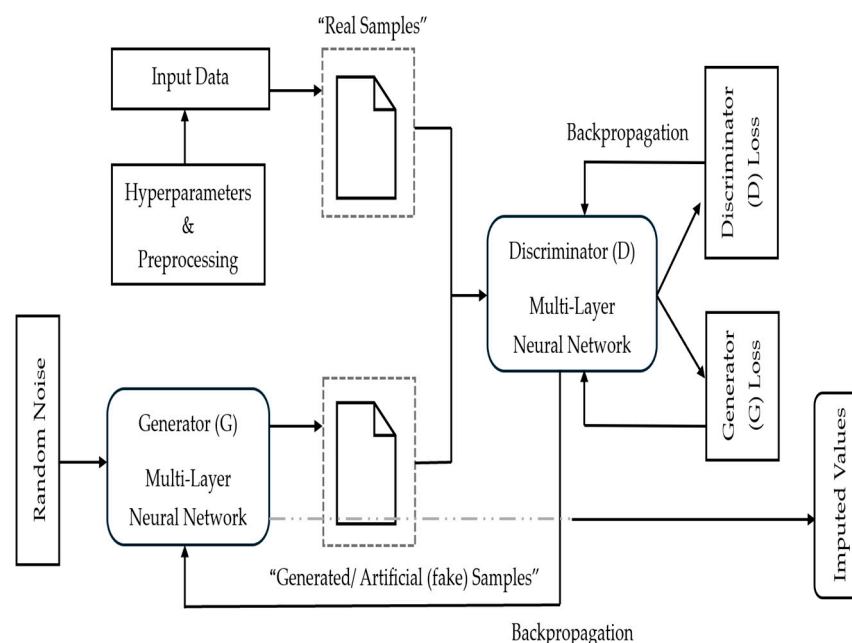 “Real Samples”
Input Data
Hyperparameters
&
Preprocessing
Backpropagation
Discriminator
(D) Loss
Discriminator (D)
Multi-Layer
Neural Network
Random Noise
Generator (G)
Multi-Layer
Neural Network
Generator
(G) Loss
Imputed Values
“Generated/ Artificial (fake) Samples”
Backpropagation